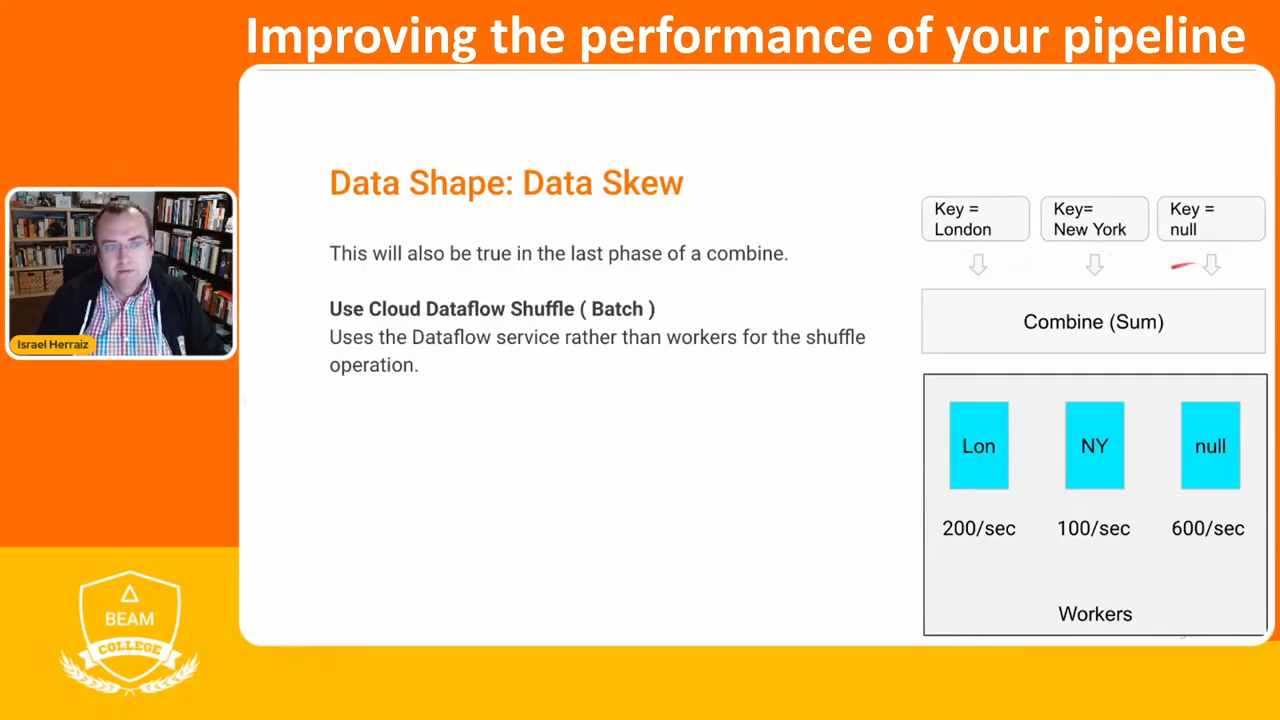 Improving the performance of your pipeline
Data Shape: Data Skew
This will also be true in the last phase of a combine.
Use Cloud Dataflow Shuffle ( Batch )
Uses the Dataflow service rather than workers for the shuffle
operation.
Key =
London
Key=
New York
Key =
null
Combine (Sum)
Lon
NY
null
200/sec
100/sec
600/sec
Workers
Israel Herraiz
BEAM
COLLEGE